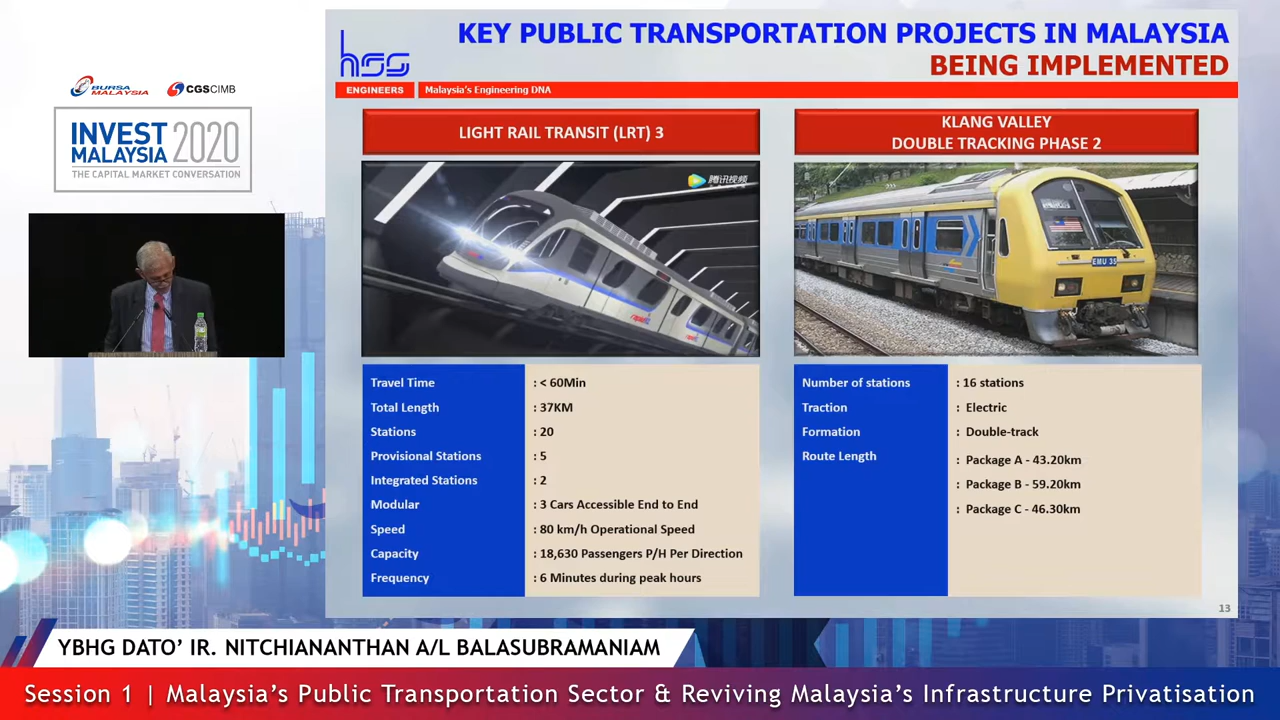 BURSA
MALAYSIA
CGSCIMB
INVEST 2020
MALAYSIA
THE CAPITAL MARKET CONVERSATION
hss
ENGINEERS
Malaysia's Engineering DNA
KEY PUBLIC TRANSPORTATION PROJECTS IN MALAYSIA
BEING IMPLEMENTED
LIGHT RAIL TRANSIT (LRT) 3
腾讯视频
Travel Time : < 60Min
Total Length : 37KM
Stations : 20
Provisional Stations : 5
Integrated Stations : 2
Modular : 3 Cars Accessible End to End
Speed : 80 km/h Operational Speed
Capacity : 18,630 Passengers P/H Per Direction
Frequency : 6 Minutes during peak hours
KLANG VALLEY
DOUBLE TRACKING PHASE 2
EMU 35
Number of stations : 16 stations
Traction : Electric
Formation : Double-track
Route Length : Package A - 43.20km
: Package B - 59.20km
: Package C - 46.30km
13
YBHG DATO' IR. NITCHIANANTHAN A/L BALASUBRAMANIAM
Session 1 | Malaysia's Public Transportation Sector & Reviving Malaysia's Infrastructure Privatisation